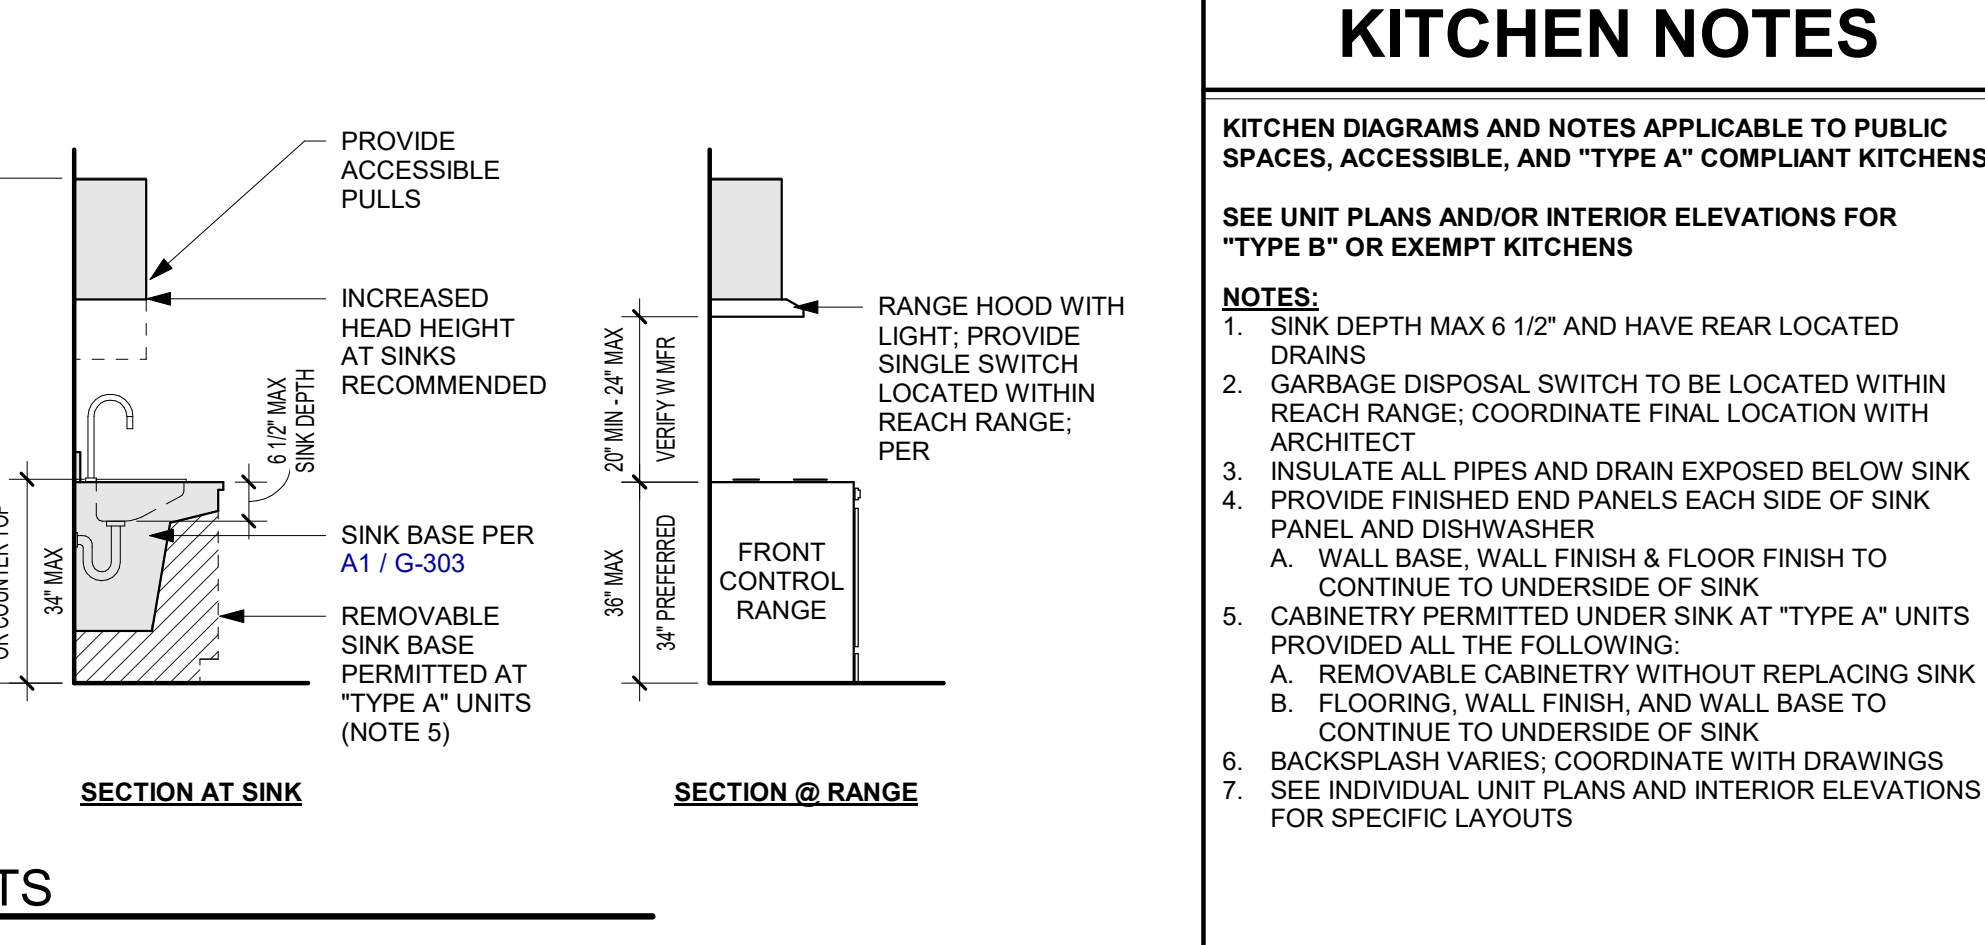 PROVIDE
ACCESSIBLE
PULLS
INCREASED
HEAD HEIGHT
AT SINKS
RECOMMENDED
6 1/2" MAX
SINK DEPTH
OR COUNTER TOP
34" MAX
SINK BASE PER
A1 / G-303
REMOVABLE
SINK BASE
PERMITTED AT
"TYPE A" UNITS
(NOTE 5)
SECTION AT SINK
20" MIN - 24" MAX
VERIFY W MFR
36" MAX
34" PREFERRED
FRONT
CONTROL
RANGE
RANGE HOOD WITH
LIGHT; PROVIDE
SINGLE SWITCH
LOCATED WITHIN
REACH RANGE;
PER
SECTION @ RANGE
TS
KITCHEN NOTES
KITCHEN DIAGRAMS AND NOTES APPLICABLE TO PUBLIC
SPACES, ACCESSIBLE, AND "TYPE A" COMPLIANT KITCHENS
SEE UNIT PLANS AND/OR INTERIOR ELEVATIONS FOR
"TYPE B" OR EXEMPT KITCHENS
NOTES:
1. SINK DEPTH MAX 6 1/2" AND HAVE REAR LOCATED
DRAINS
2. GARBAGE DISPOSAL SWITCH TO BE LOCATED WITHIN
REACH RANGE; COORDINATE FINAL LOCATION WITH
ARCHITECT
3. INSULATE ALL PIPES AND DRAIN EXPOSED BELOW SINK
4. PROVIDE FINISHED END PANELS EACH SIDE OF SINK
PANEL AND DISHWASHER
A. WALL BASE, WALL FINISH & FLOOR FINISH TO
CONTINUE TO UNDERSIDE OF SINK
5. CABINETRY PERMITTED UNDER SINK AT "TYPE A" UNITS
PROVIDED ALL THE FOLLOWING:
A. REMOVABLE CABINETRY WITHOUT REPLACING SINK
B. FLOORING, WALL FINISH, AND WALL BASE TO
CONTINUE TO UNDERSIDE OF SINK
6. BACKSPLASH VARIES; COORDINATE WITH DRAWINGS
7. SEE INDIVIDUAL UNIT PLANS AND INTERIOR ELEVATIONS
FOR SPECIFIC LAYOUTS